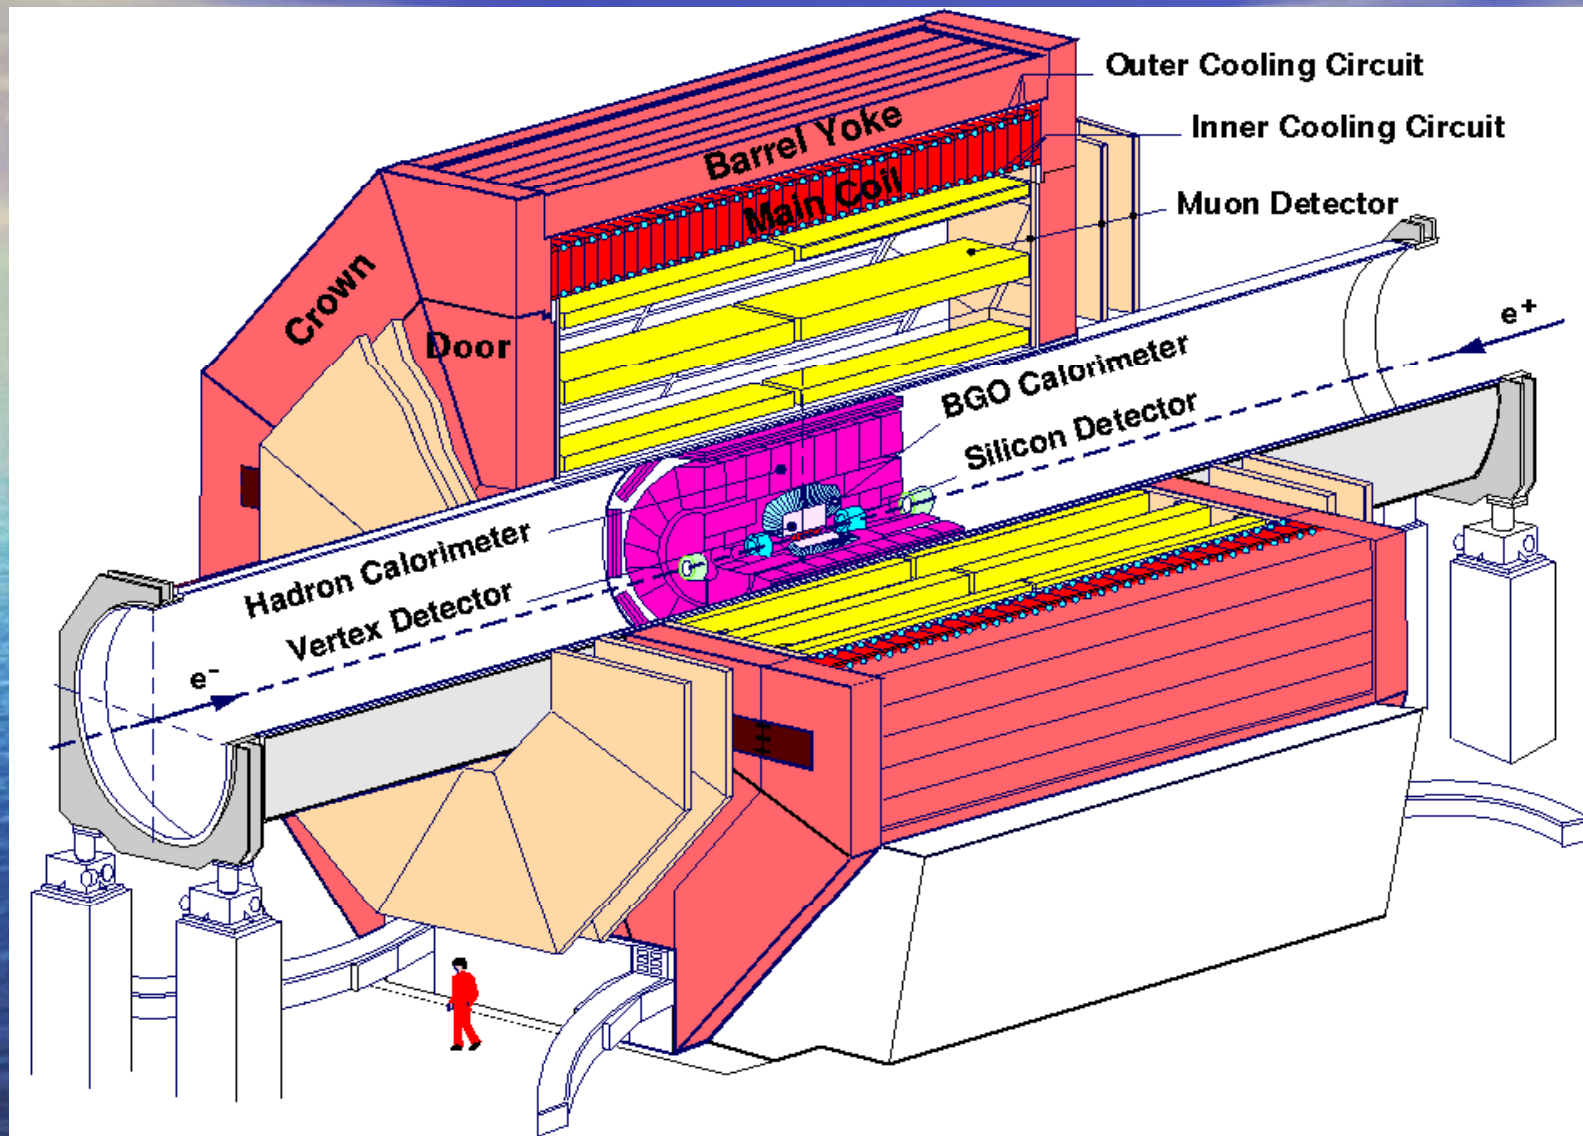 Outer Cooling Circuit
Inner Cooling Circuit
Barrel Yoke
Main Coil
Muon Detector
Crown
Door
e+
BGO Calorimeter
Silicon Detector
Hadron Calorimeter
Vertex Detector
e−